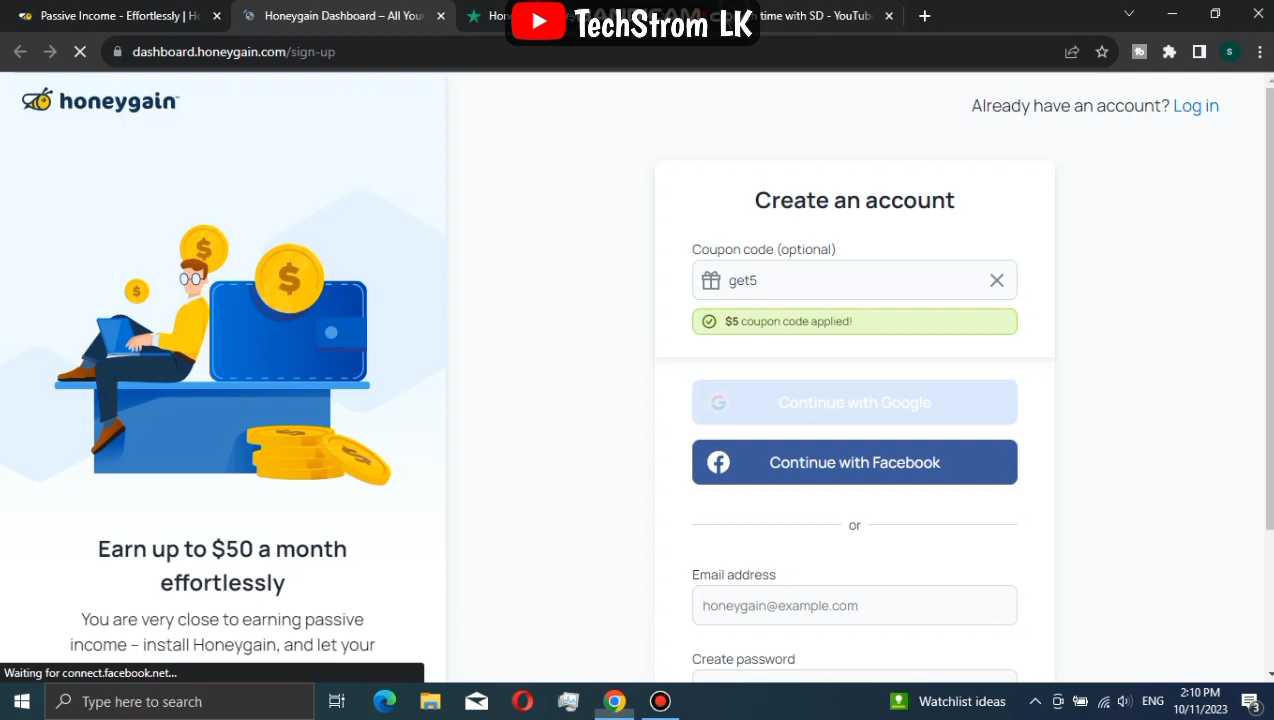 Passive Income - Effortlessly | Ho
Honeygain Dashboard – All Your
Hon
n time with SD - YouTube
TechStrom LK
dashboard.honeygain.com/sign-up
S
honeygain
Already have an account? Log in
Create an account
Coupon code (optional)
get5
$5 coupon code applied!
Continue with Google
Continue with Facebook
or
Email address
honeygain@example.com
Create password
Earn up to $50 a month
effortlessly
You are very close to earning passive
income – install Honeygain, and let your
Waiting for connect.facebook.net...
Type here to search
Watchlist ideas
ENG
2:10 PM
10/11/2023
3